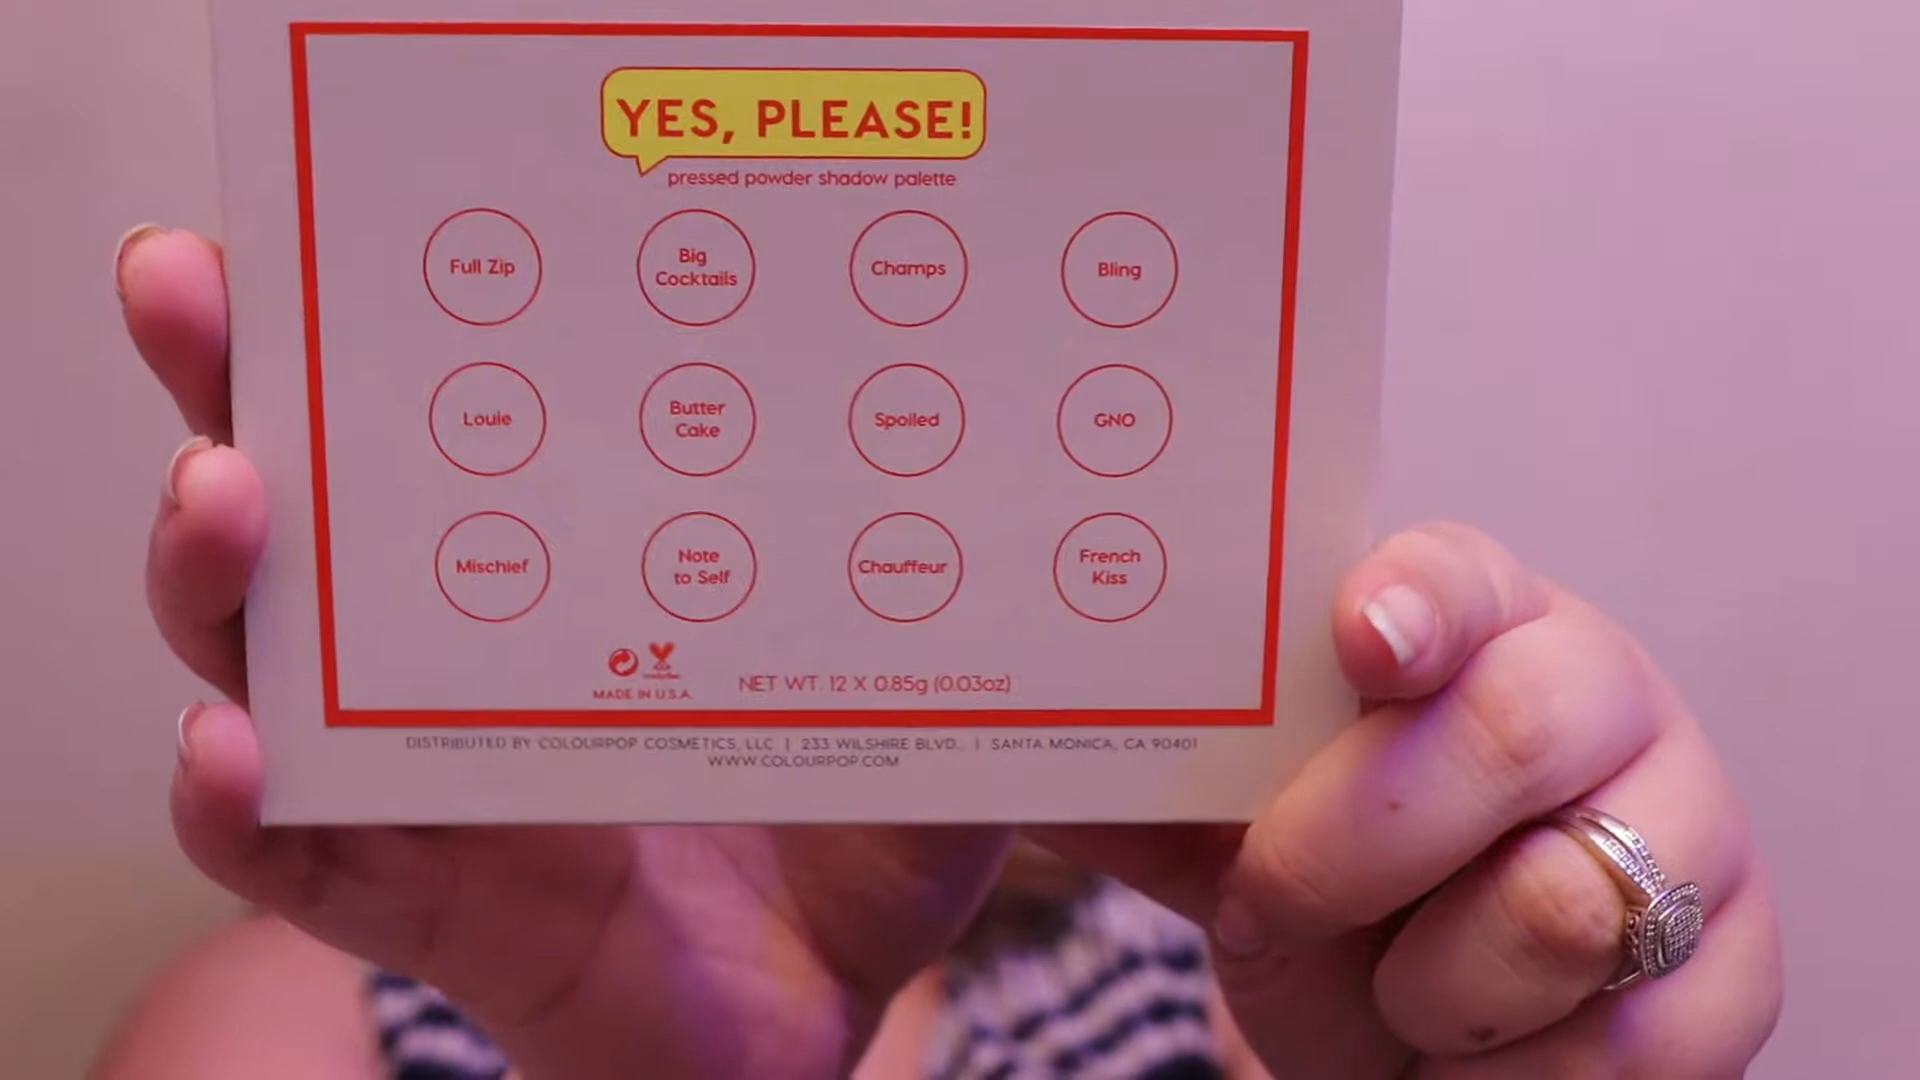 YES, PLEASE!
pressed powder shadow palette
Full Zip
Big
Cocktails
Champs
Bling
Louie
Butter
Cake
Spoiled
GNO
Mischief
Note
to Self
Chauffeur
French
Kiss
MADE IN U.S.A.
NET WT. 12 X 0.85g (0.03oz)
DISTRIBUTED BY COLOURPOP COSMETICS, LLC | 233 WILSHIRE BLVD. | SANTA MONICA, CA 90401
WWW.COLOURPOP.COM